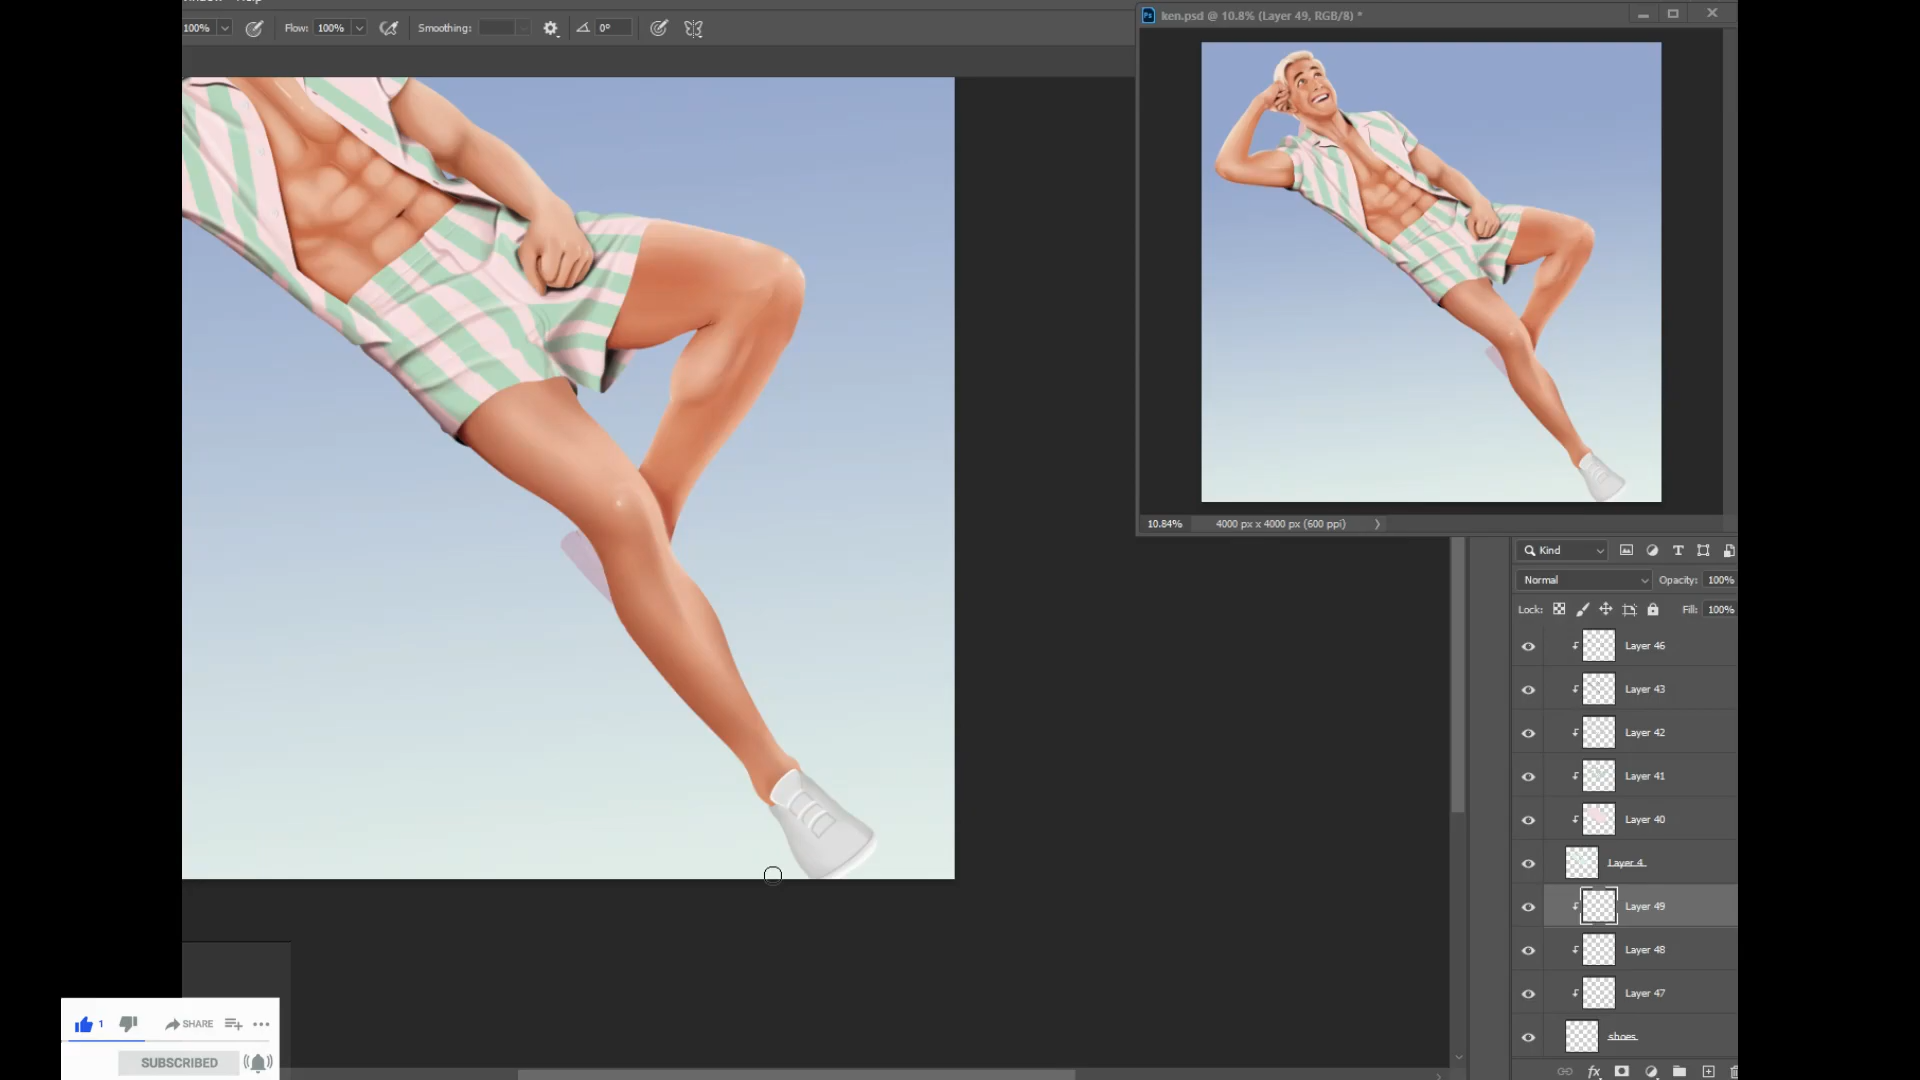 100% Flow: 100% Smoothing: 0°
ken.psd @ 10.8% (Layer 49, RGB/8) *
10.84% 4000 px x 4000 px (600 ppi)
Kind
Normal Opacity: 100%
Lock: Fill: 100%
Layer 46
Layer 43
Layer 42
Layer 41
Layer 40
Layer 4
Layer 49
Layer 48
Layer 47
shoes
fx
1 SHARE
SUBSCRIBED